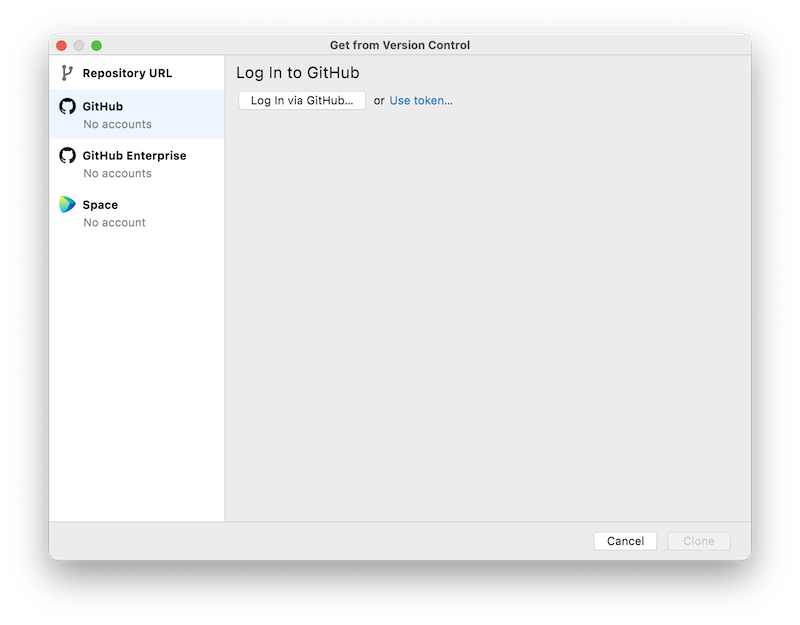 Get from Version Control
Repository URL
GitHub
No accounts
GitHub Enterprise
No accounts
Space
No account
Log In to GitHub
Log In via GitHub... or Use token...
Cancel Clone